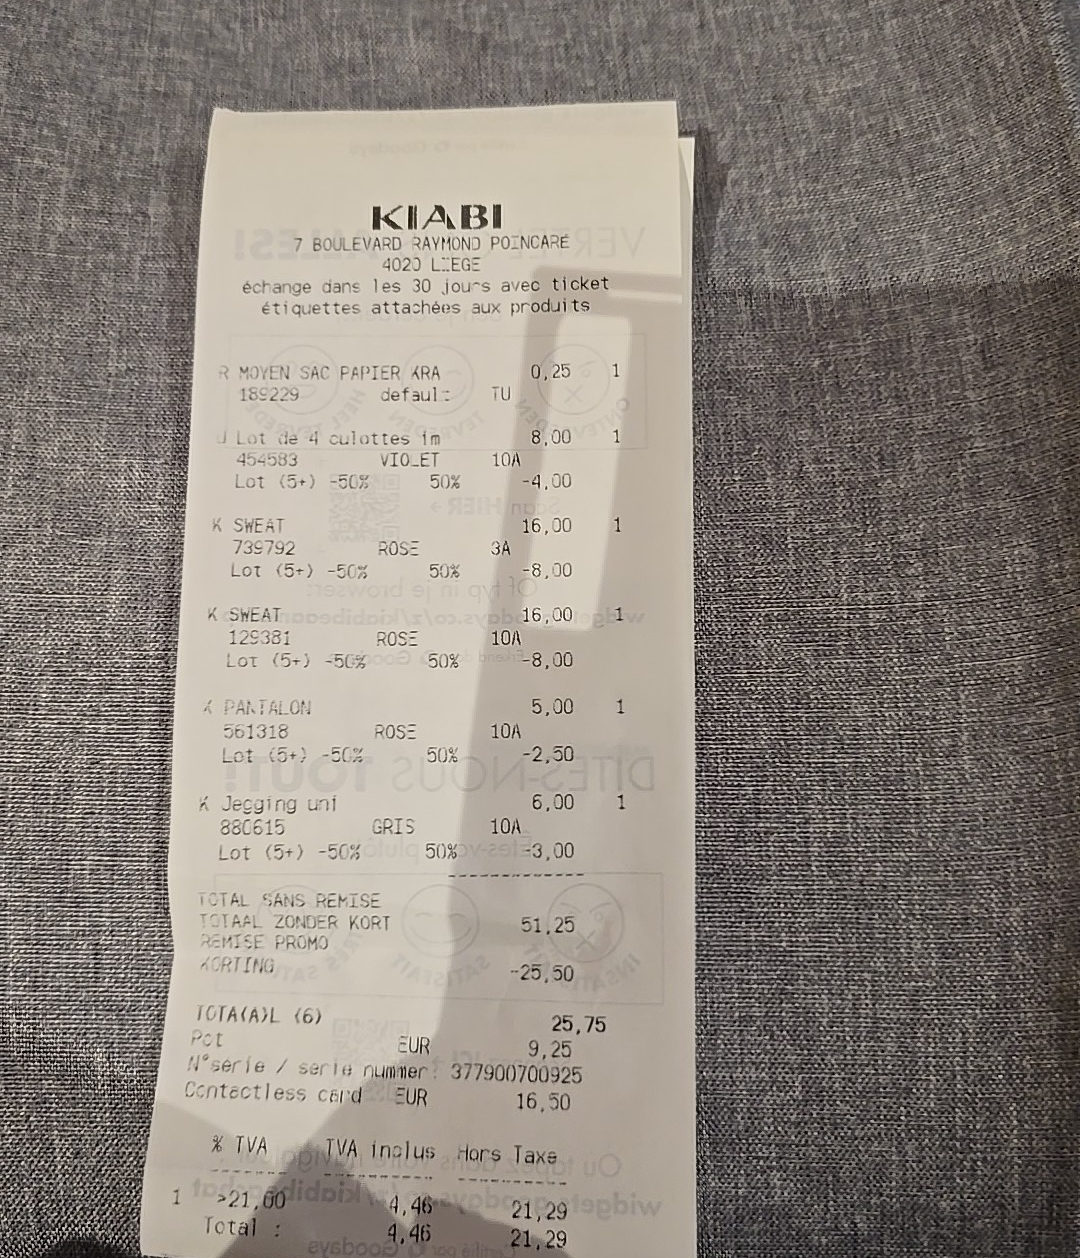 KIABI
7 BOULEVARD RAYMOND POINCARÉ
4020 LIEGE
échange dans les 30 jours avec ticket
étiquettes attachées aux produits
R MOYEN SAC PAPIER KRA 0,25 1
189229 default TU
J Lot de 4 culottes im 8,00 1
454583 VIOLET 10A
Lot (5+) -50% 50% -4,00
K SWEAT 16,00 1
739792 ROSE 3A
Lot (5+) -50% 50% -8,00
K SWEAT 16,00 1
129381 ROSE 10A
Lot (5+) -50% 50% -8,00
K PANTALON 5,00 1
561318 ROSE 10A
Lot (5+) -50% 50% -2,50
K Jegging uni 6,00 1
880615 GRIS 10A
Lot (5+) -50% 50% -3,00
TOTAL SANS REMISE
TOTAAL ZONDER KORT 51,25
REMISE PROMO
KORTING -25,50
TOTA(A)L (6) 25,75
Pot EUR 9,25
N°série / serie nummer: 377900700925
Contactless card EUR 16,50
% TVA TVA inclus Hors Taxe
1 >21,00 4,46 21,29
Total : 4,46 21,29